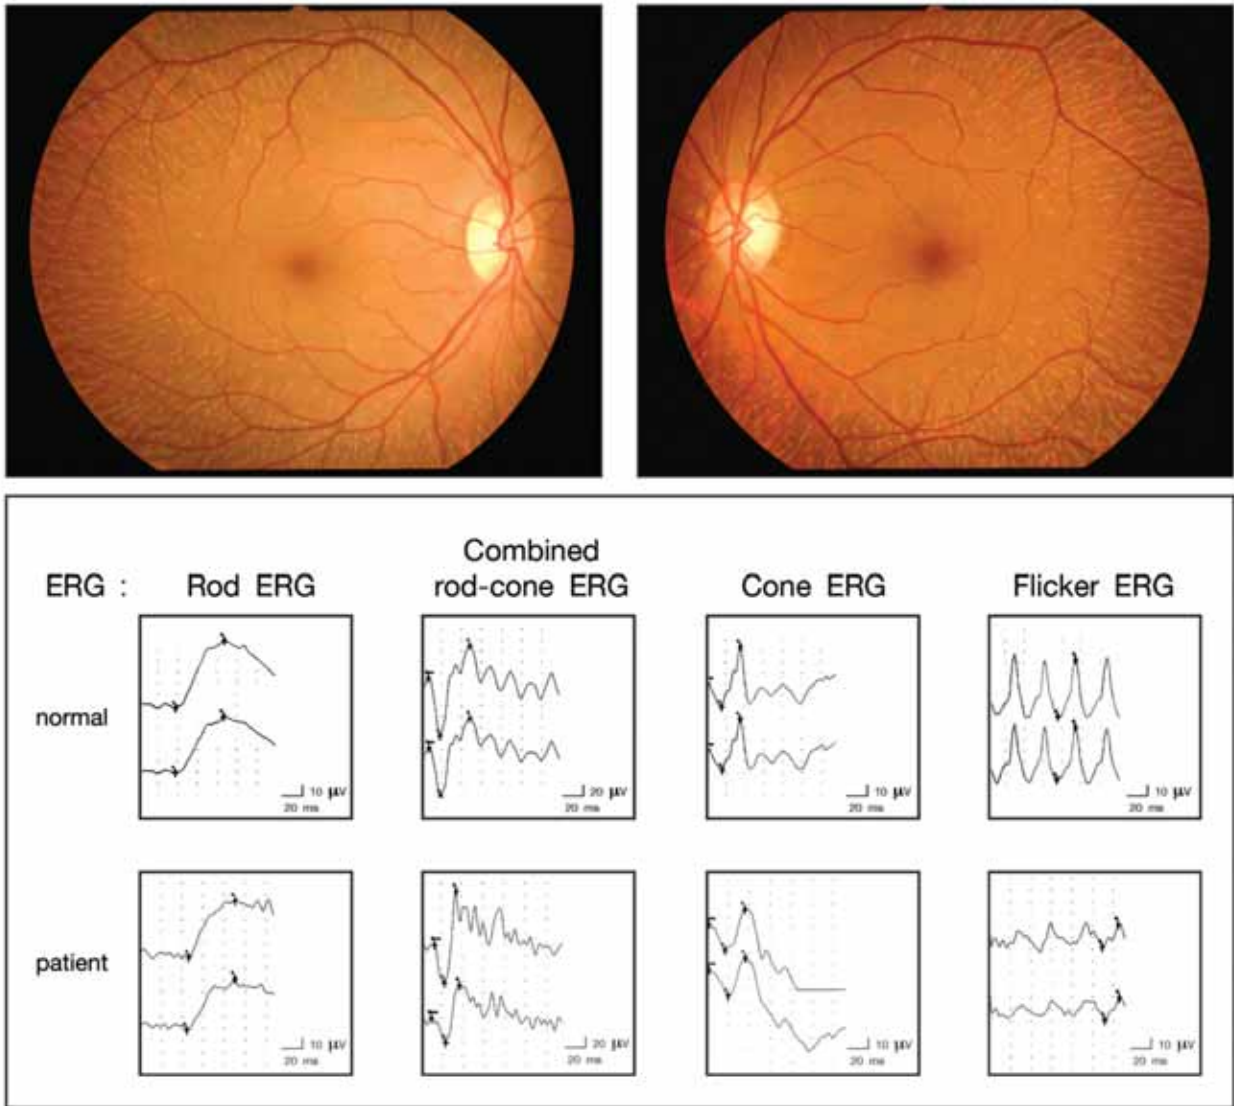 Combined
ERG : Rod ERG rod-cone ERG Cone ERG Flicker ERG
normal
10 μV 20 μV 10 μV 10 μV
20 ms 20 ms 20 ms 20 ms
patient
10 μV 20 μV 10 μV 10 μV
20 ms 20 ms 20 ms 20 ms